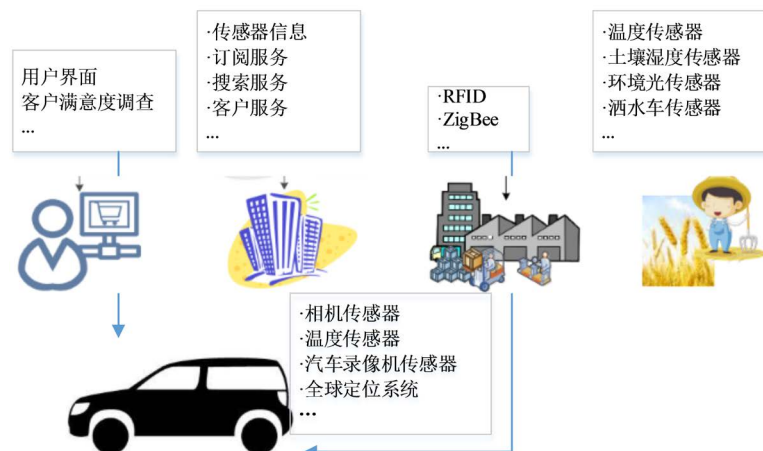 用户界面
客户满意度调查
...
·传感器信息
·订阅服务
·搜索服务
·客户服务
...
·RFID
·ZigBee
...
·温度传感器
·土壤湿度传感器
·环境光传感器
·洒水车传感器
...
·相机传感器
·温度传感器
·汽车录像机传感器
·全球定位系统
...